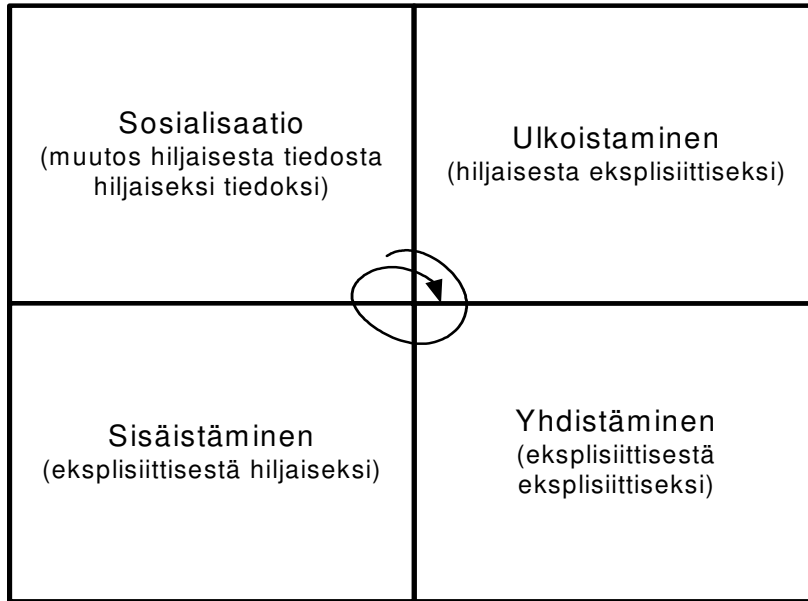 Sosialisaatio
(muutos hiljaisesta tiedosta
hiljaiseksi tiedoksi)
Ulkoistaminen
(hiljaisesta eksplisiittiseksi)
Sisäistäminen
(eksplisiittisestä hiljaiseksi)
Yhdistäminen
(eksplisiittisestä
eksplisiittiseksi)